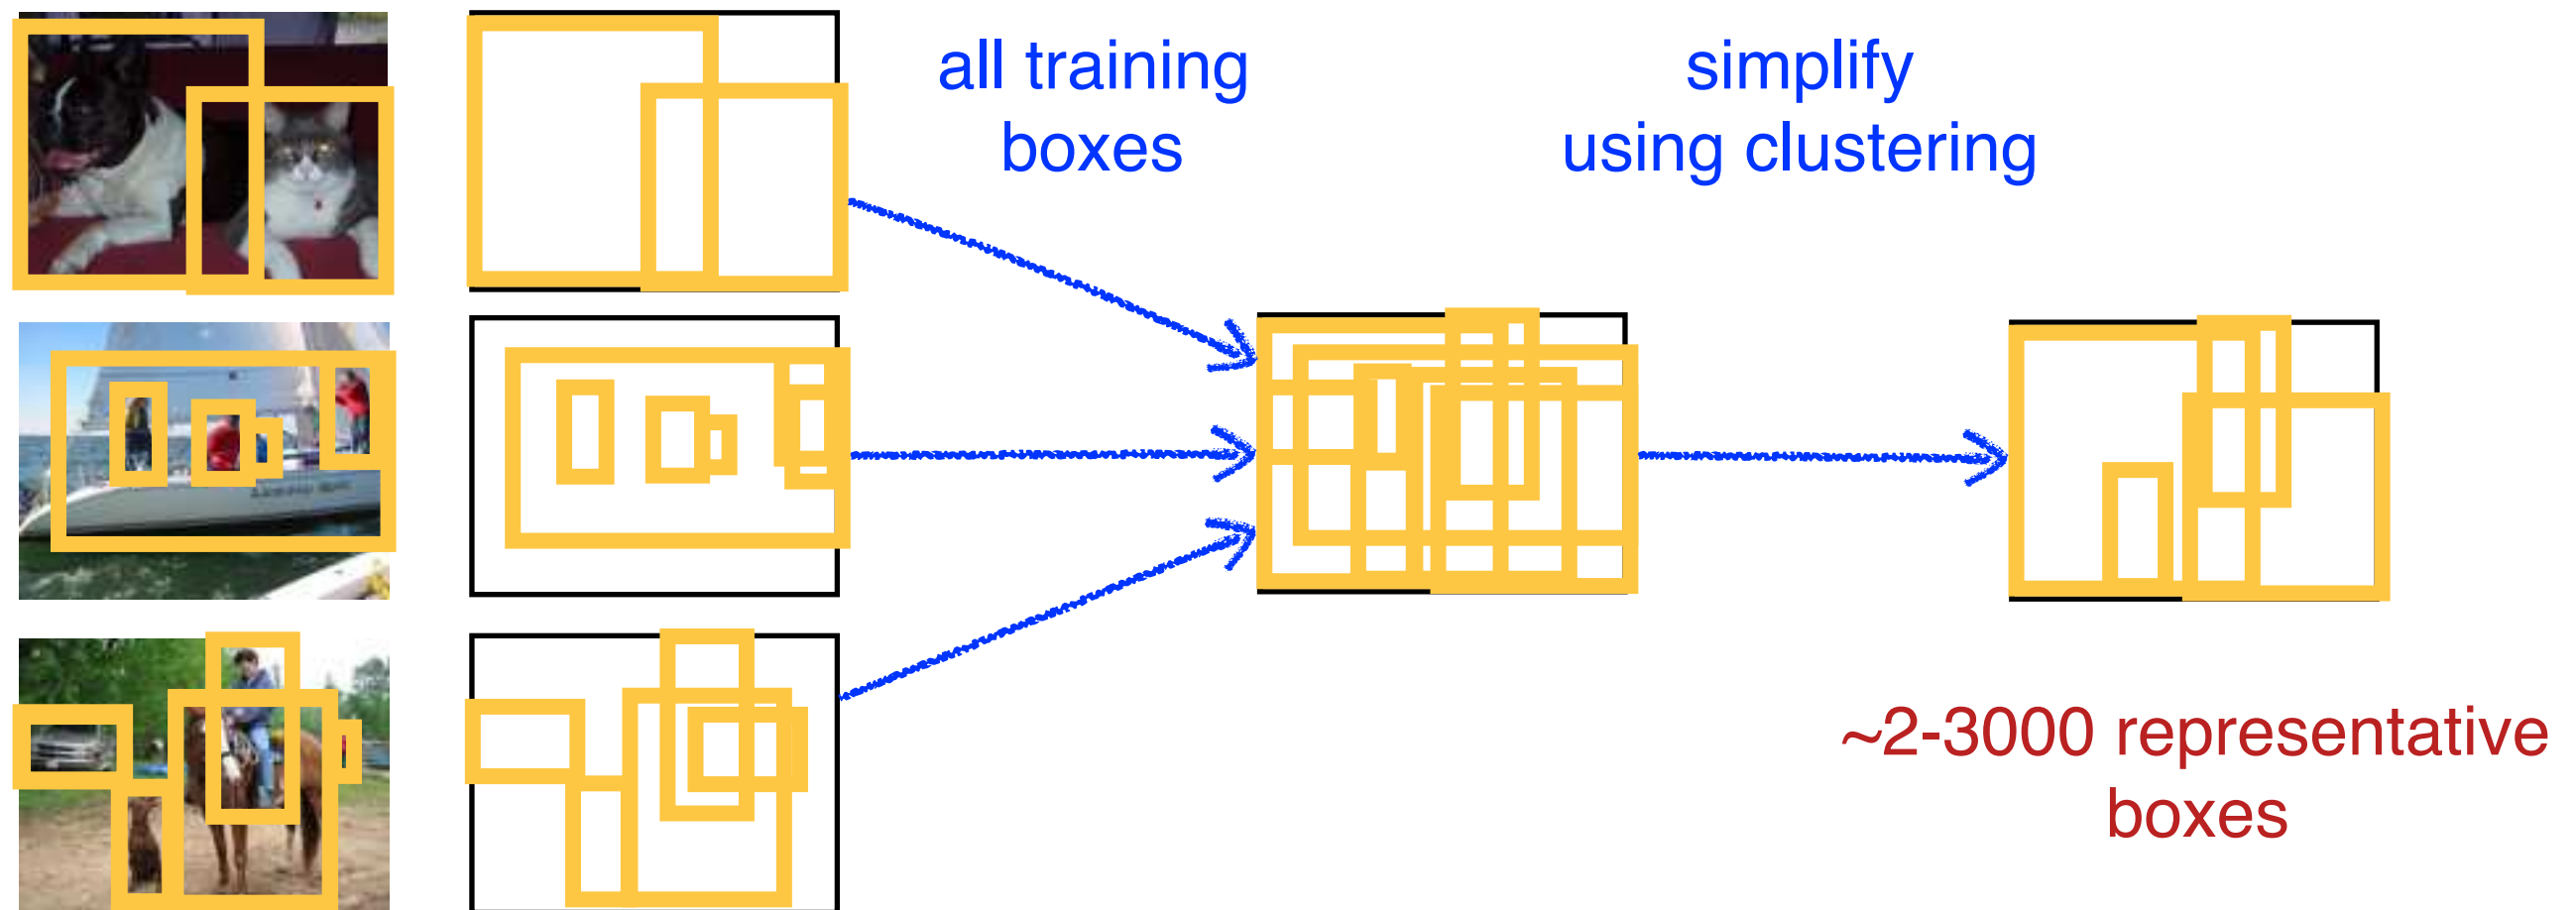 all training
boxes
simplify
using clustering
~2-3000 representative
boxes